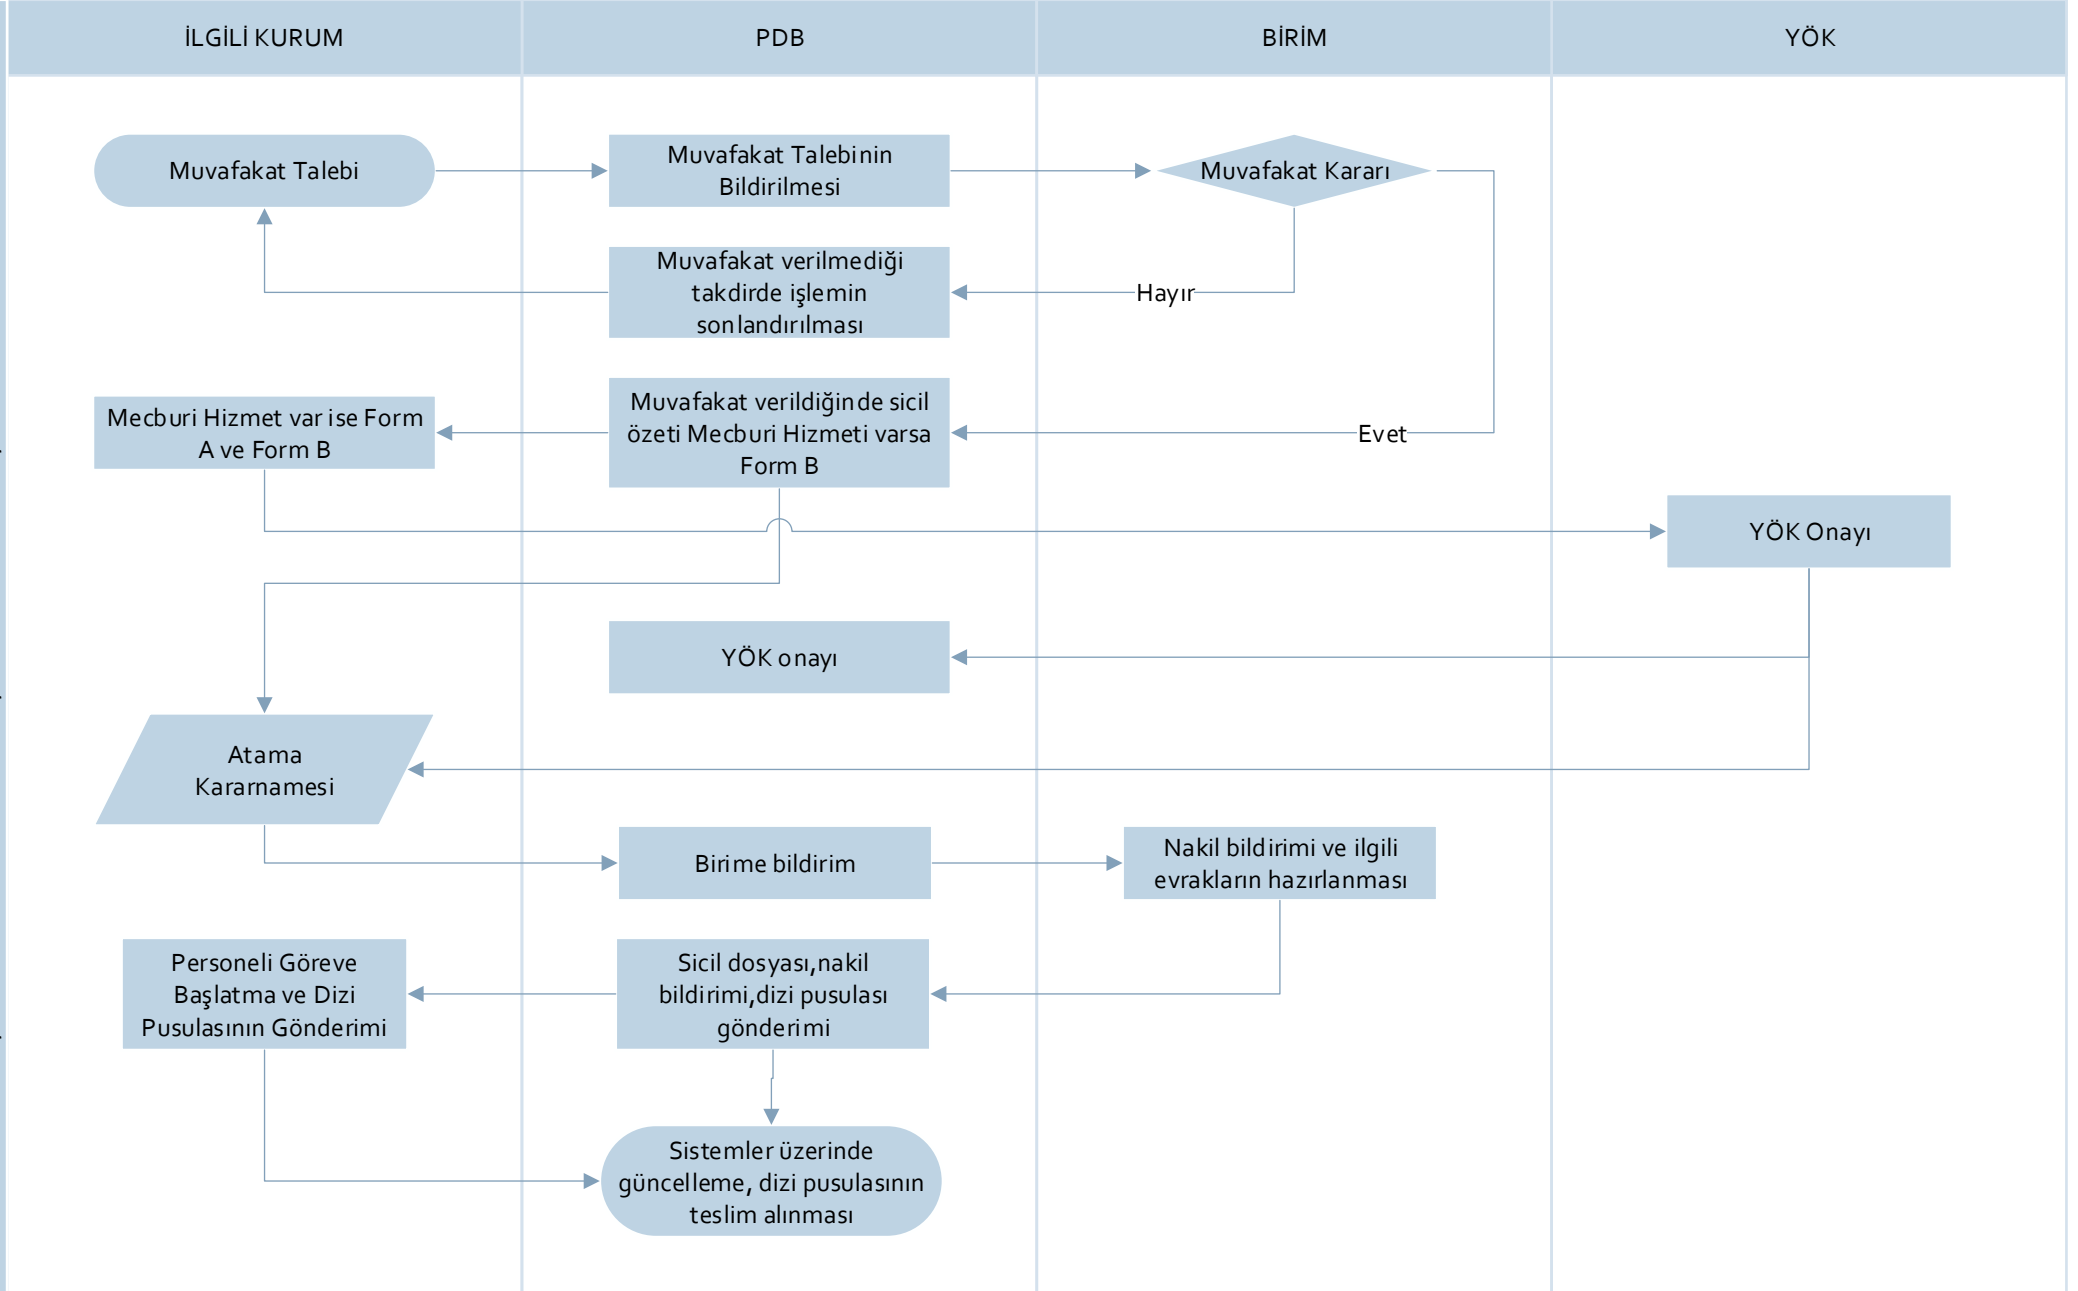 İLGİLİ KURUM
PDB
BİRİM
YÖK
Muvafakat Talebi
Muvafakat Talebinin
Bildirilmesi
Muvafakat Kararı
Muvafakat verilmediği
takdirde işlemin
sonlandırılması
Hayır
Mecburi Hizmet var ise Form
A ve Form B
Muvafakat verildiğinde sicil
özeti Mecburi Hizmeti varsa
Form B
Evet
YÖK Onayı
YÖK onayı
Atama
Kararnamesi
Birime bildirim
Nakil bildirimi ve ilgili
evrakların hazırlanması
Personeli Göreve
Başlatma ve Dizi
Pusulasının Gönderimi
Sicil dosyası,nakil
bildirimi,dizi pusulası
gönderimi
Sistemler üzerinde
güncelleme, dizi pusulasının
teslim alınması